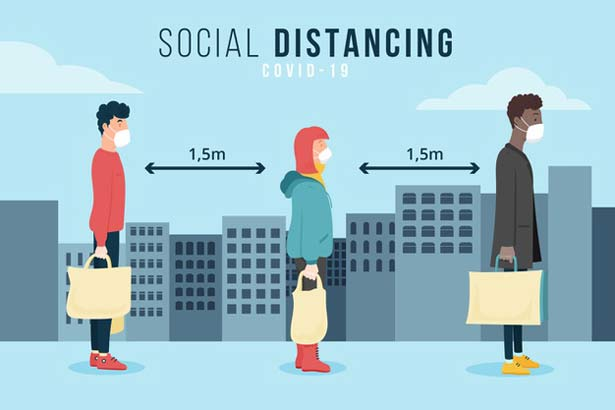 SOCIAL DISTANCING
COVID-19
1,5m 1,5m